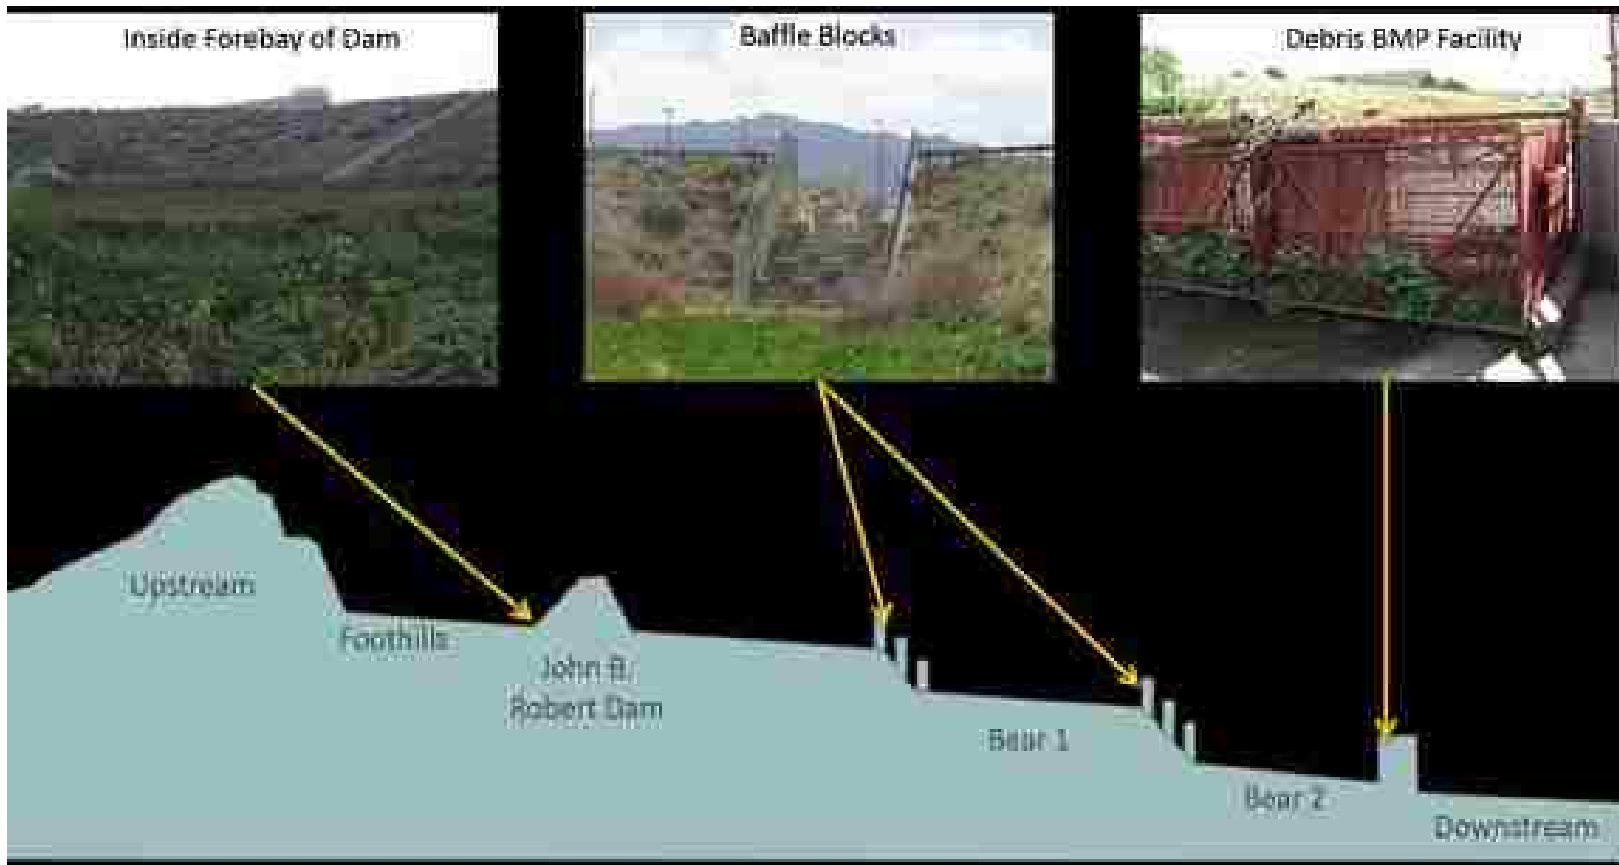 Inside Forebay of Dam
Baffle Blocks
Debris BMP Facility
Upstream
Foothills
John B.
Robert Dam
Bear 1
Bear 2
Downstream